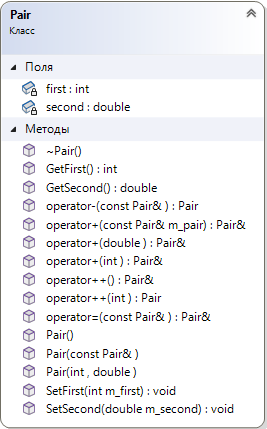 Pair
Класс
Поля
first : int
second : double
Методы
~Pair()
GetFirst() : int
GetSecond() : double
operator-(const Pair& ) : Pair
operator+(const Pair& m_pair) : Pair&
operator+(double ) : Pair&
operator+(int ) : Pair&
operator++() : Pair&
operator++(int ) : Pair
operator=(const Pair& ) : Pair&
Pair()
Pair(const Pair& )
Pair(int , double )
SetFirst(int m_first) : void
SetSecond(double m_second) : void